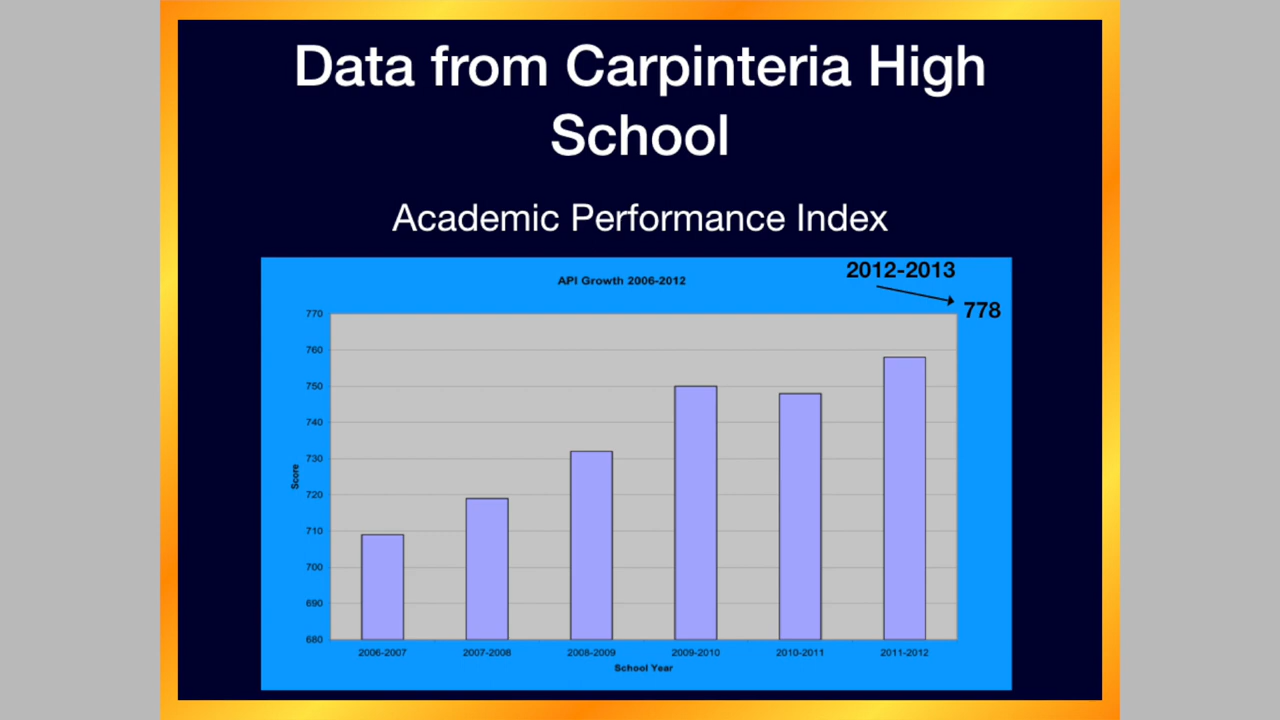 Data from Carpinteria High
School
Academic Performance Index
2012-2013
API Growth 2006-2012
778
770
760
750
740
730
720
710
700
690
680
Score
2006-2007 2007-2008 2008-2009 2009-2010 2010-2011 2011-2012
School Year